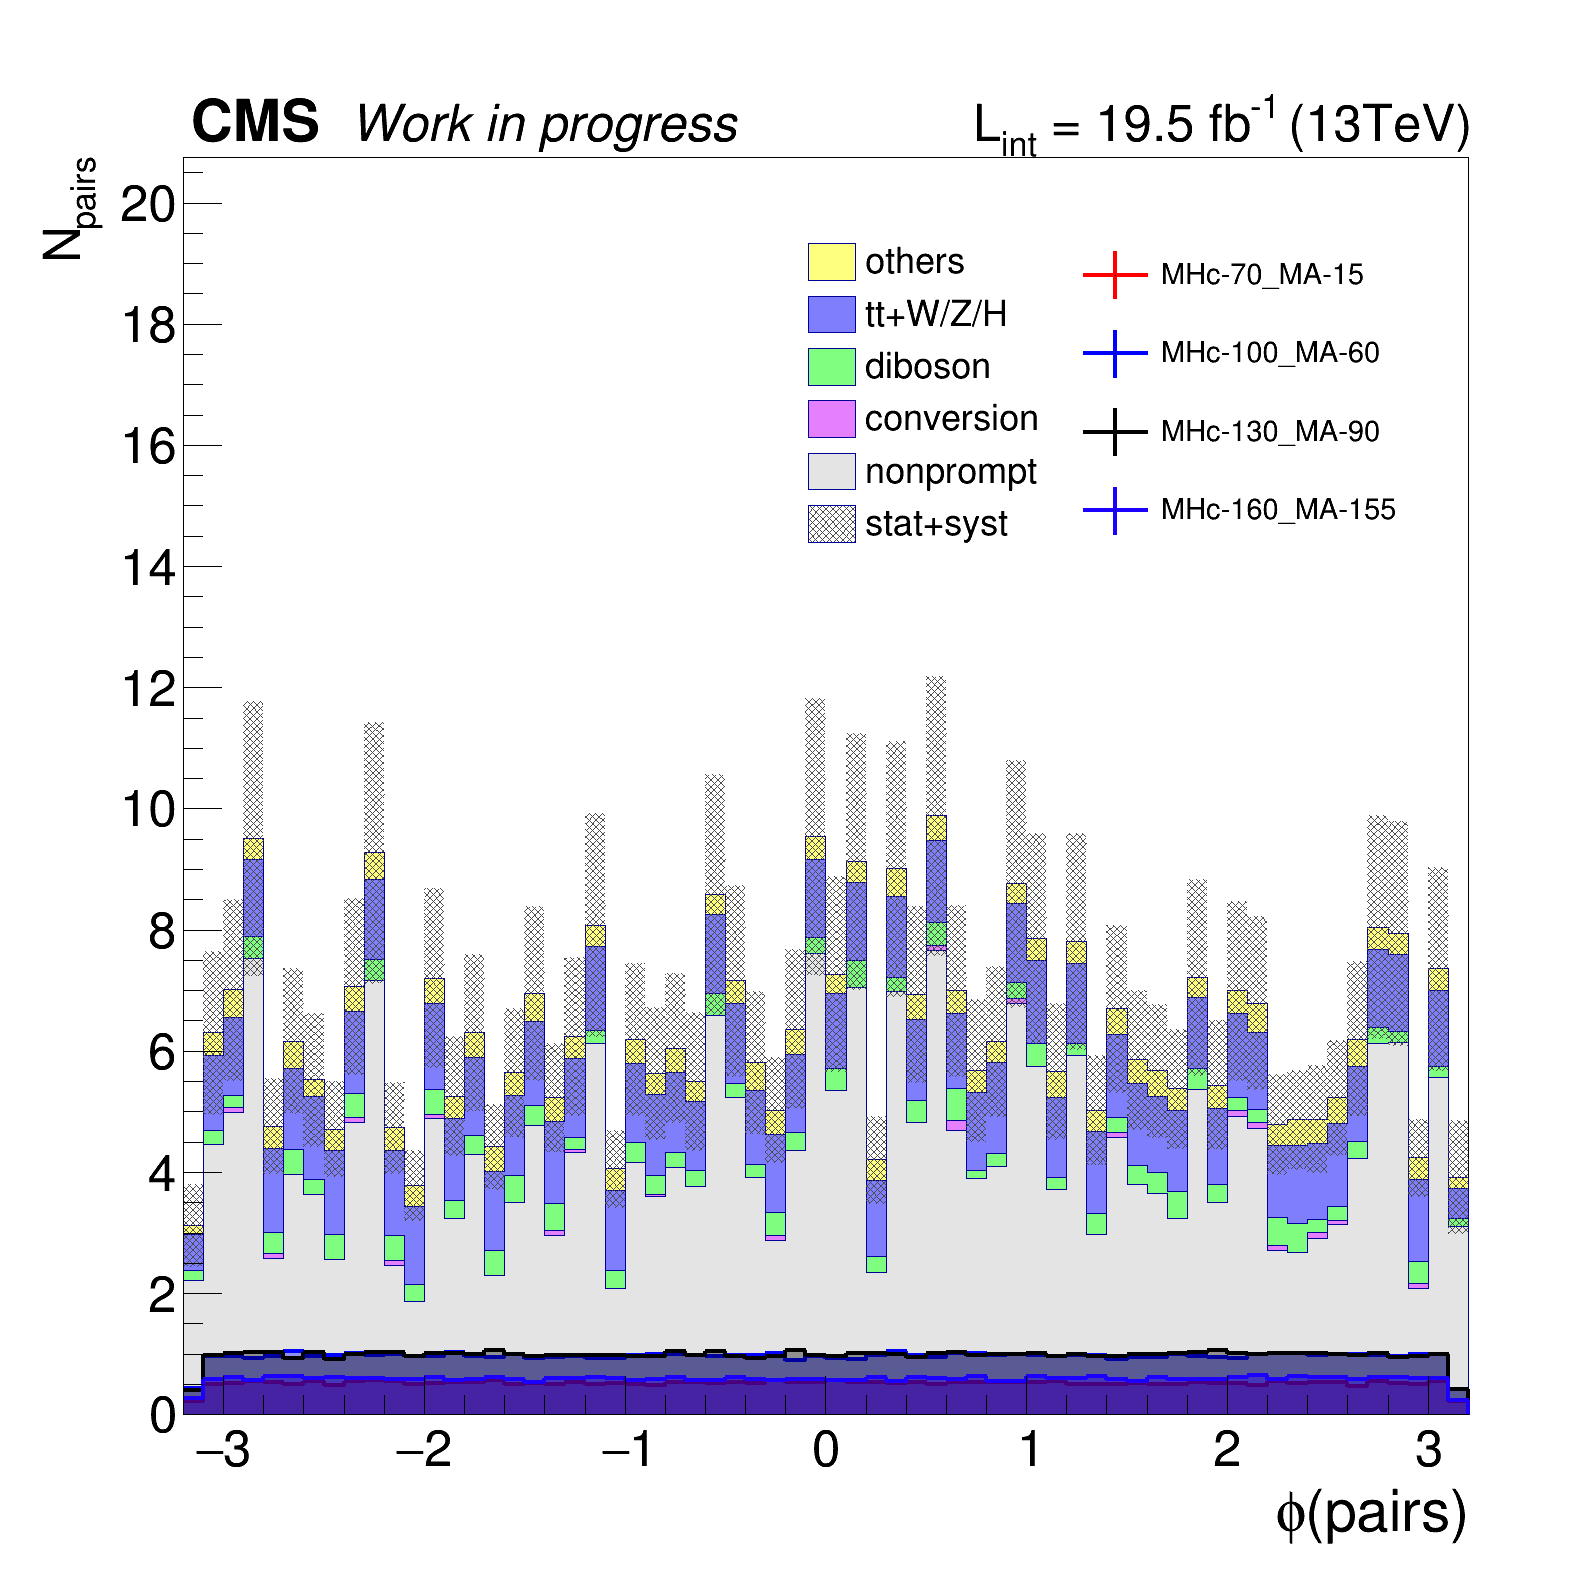 CMS Work in progress
L_int = 19.5 fb^-1 (13TeV)
N_pairs
20
18
16
14
12
10
8
6
4
2
0
others
tt+W/Z/H
diboson
conversion
nonprompt
stat+syst
MHc-70_MA-15
MHc-100_MA-60
MHc-130_MA-90
MHc-160_MA-155
−3 −2 −1 0 1 2 3
ϕ(pairs)